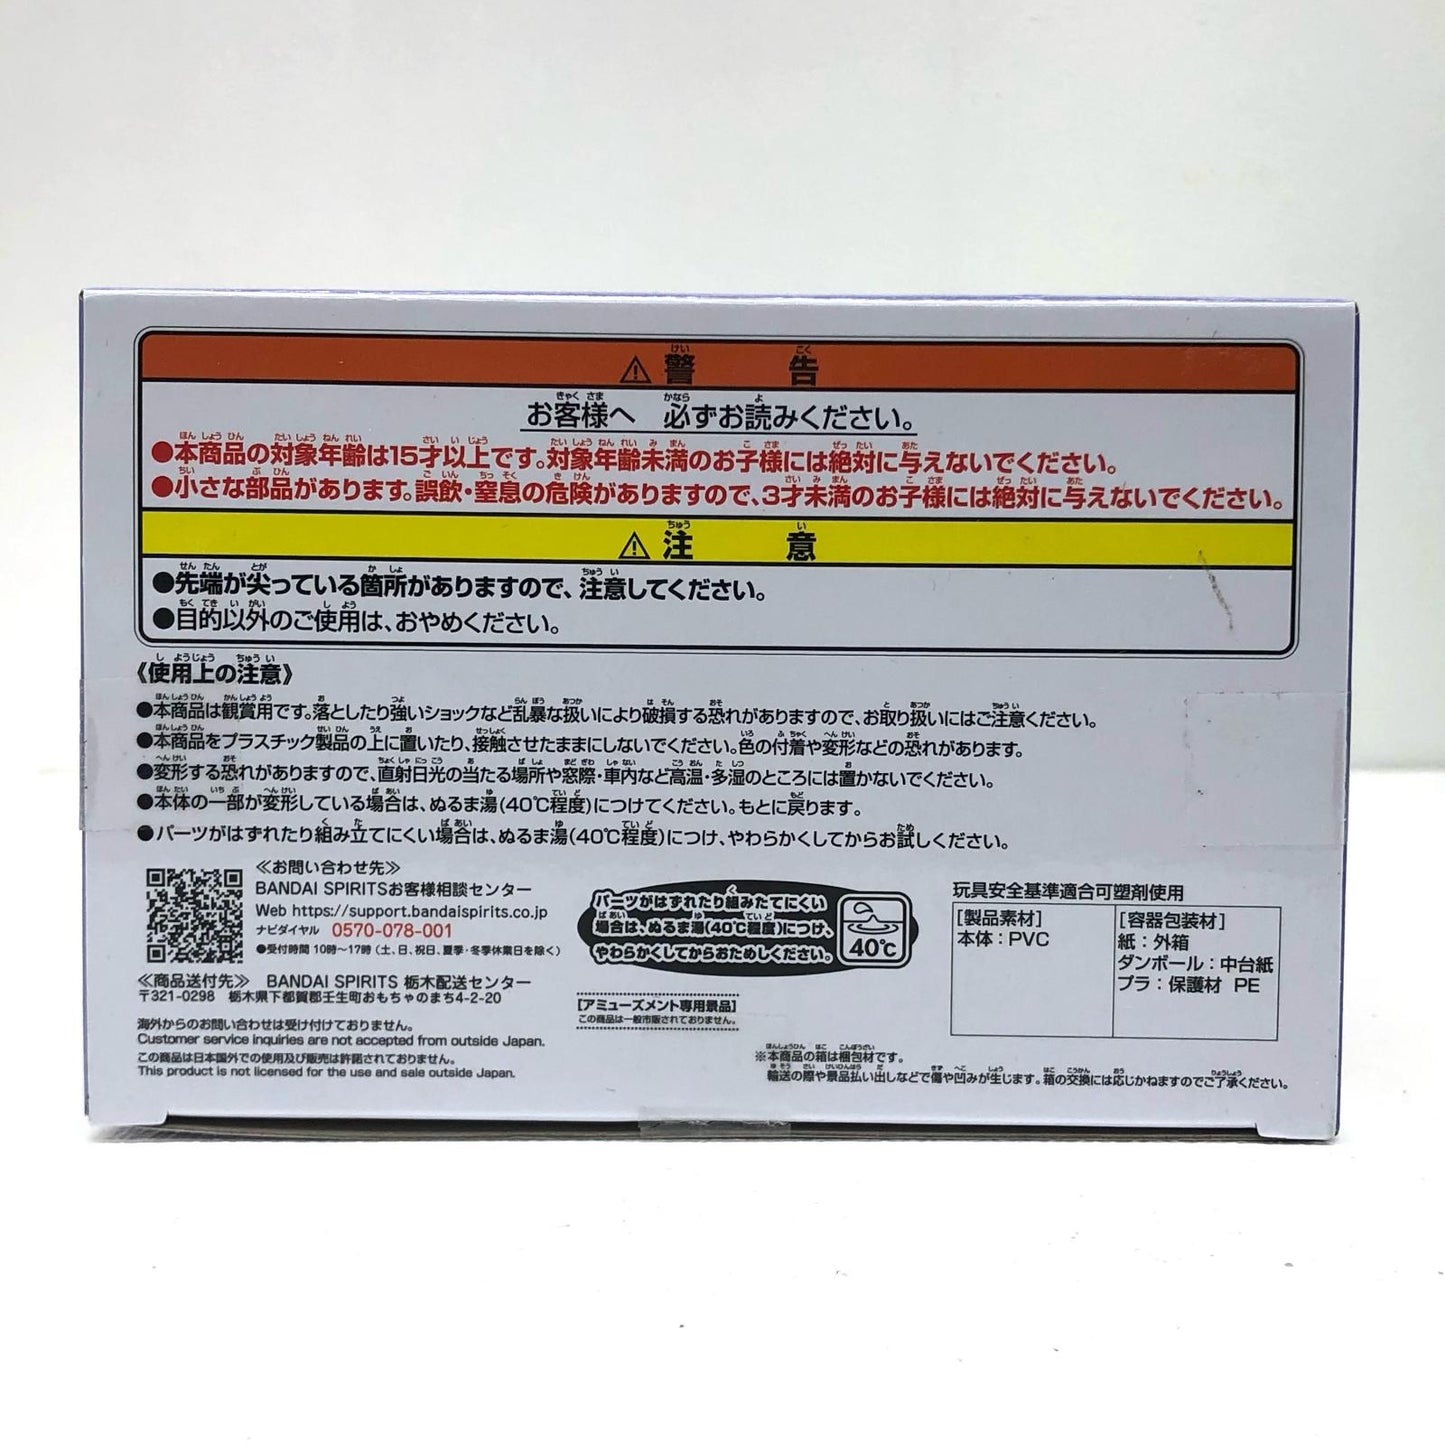 ⚠警告
お客様へ 必ずお読みください。
●本商品の対象年齢は15才以上です。対象年齢未満のお子様には絶対に与えないでください。
●小さな部品があります。誤飲・窒息の危険がありますので、3才未満のお子様には絶対に与えないでください。
⚠注意
●先端が尖っている箇所がありますので、注意してください。
●目的以外のご使用は、おやめください。
《使用上の注意》
●本商品は観賞用です。落としたり強いショックなど乱暴な扱いにより破損する恐れがありますので、お取り扱いにはご注意ください。
●本商品をプラスチック製品の上に置いたり、接触させたままにしないでください。色の付着や変形などの恐れがあります。
●変形する恐れがありますので、直射日光の当たる場所や窓際・車内など高温・多湿のところには置かないでください。
●本体の一部が変形している場合は、ぬるま湯(40℃程度)につけてください。もとに戻ります。
●パーツがはずれたり組み立てにくい場合は、ぬるま湯(40℃程度)につけ、やわらかくしてからお試しください。
≪お問い合わせ先≫
BANDAI SPIRITSお客様相談センター
Web https://support.bandaispirits.co.jp
ナビダイヤル 0570-078-001
●受付時間 10時〜17時(土、日、祝日、夏季・冬季休業日を除く)
≪商品送付先≫ BANDAI SPIRITS 栃木配送センター
〒321-0298 栃木県下都賀郡壬生町おもちゃのまち4-2-20
海外からのお問い合わせは受け付けておりません。
Customer service inquiries are not accepted from outside Japan.
この商品は日本国外での使用及び販売は許諾されておりません。
This product is not licensed for the use and sale outside Japan.
パーツがはずれたり組みたてにくい
場合は、ぬるま湯(40℃程度)につけ、
やわらかくしてからおためしください。
40℃
[アミューズメント専用景品]
この商品は一般市販されておりません。
玩具安全基準適合可塑剤使用
[製品素材]
本体:PVC
[容器包装材]
紙:外箱
ダンボール:中台紙
プラ:保護材 PE
※本商品の箱は梱包材です。
輸送の際や景品払い出しなどで傷や凹みが生じます。箱の交換には応じかねますのでご了承ください。